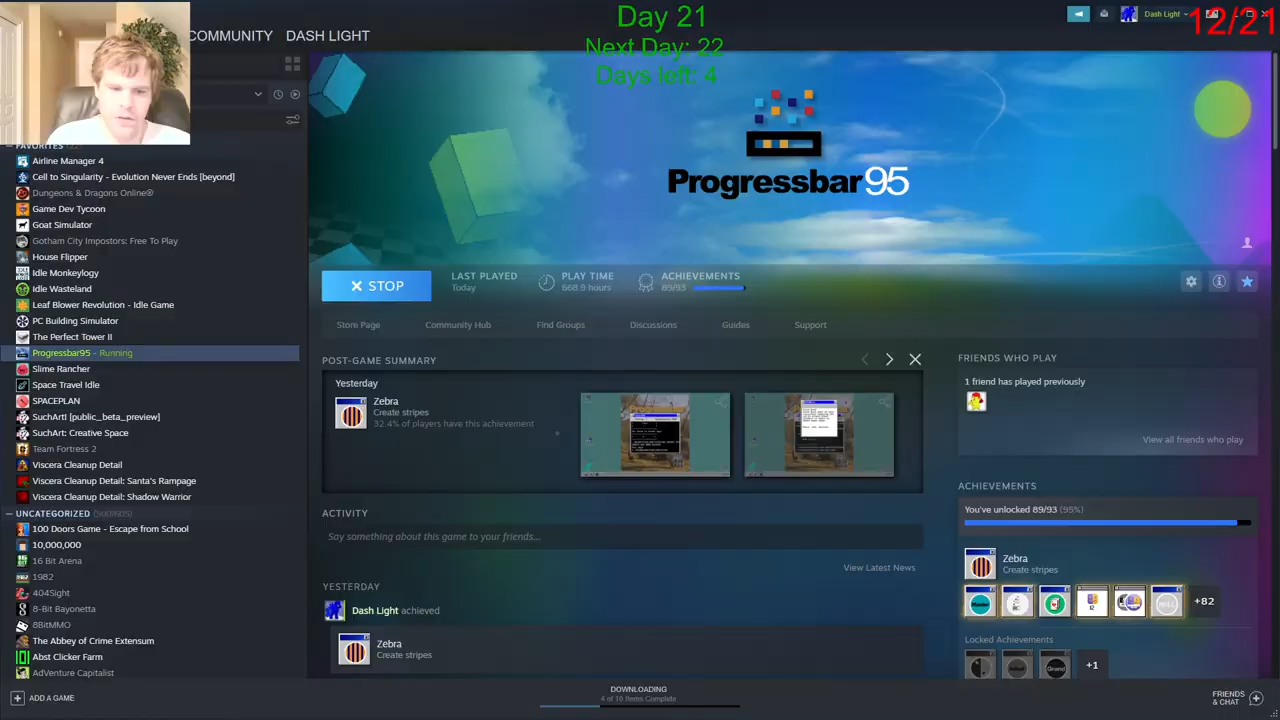 Day 21
Next Day: 22
Days left: 4
12/21
COMMUNITY
DASH LIGHT
Dash Light
Airline Manager 4
Cell to Singularity - Evolution Never Ends [beyond]
Dungeons & Dragons Online®
Game Dev Tycoon
Goat Simulator
Gotham City Impostors: Free To Play
House Flipper
Idle Monkeylogy
Idle Wasteland
Leaf Blower Revolution - Idle Game
PC Building Simulator
The Perfect Tower II
Progressbar95 - Running
Slime Rancher
Space Travel Idle
SPACEPLAN
SuchArt! [public_beta_preview]
SuchArt: Creative Space
Team Fortress 2
Viscera Cleanup Detail
Viscera Cleanup Detail: Santa's Rampage
Viscera Cleanup Detail: Shadow Warrior
UNCATEGORIZED
100 Doors Game - Escape from School
10,000,000
16 Bit Arena
1982
404Sight
8-Bit Bayonetta
8BitMMO
The Abbey of Crime Extensum
Abst Clicker Farm
AdVenture Capitalist
ADD A GAME
Progressbar95
STOP
LAST PLAYED
Today
PLAY TIME
668.9 hours
ACHIEVEMENTS
89/93
Store Page
Community Hub
Find Groups
Discussions
Guides
Support
POST-GAME SUMMARY
Yesterday
Zebra
Create stripes
32.4% of players have this achievement
ACTIVITY
Say something about this game to your friends...
View Latest News
YESTERDAY
Dash Light achieved
Zebra
Create stripes
FRIENDS WHO PLAY
1 friend has played previously
View all friends who play
ACHIEVEMENTS
You've unlocked 89/93 (95%)
Zebra
Create stripes
+82
Locked Achievements
+1
DOWNLOADING
4 of 10 Items Complete
FRIENDS
& CHAT